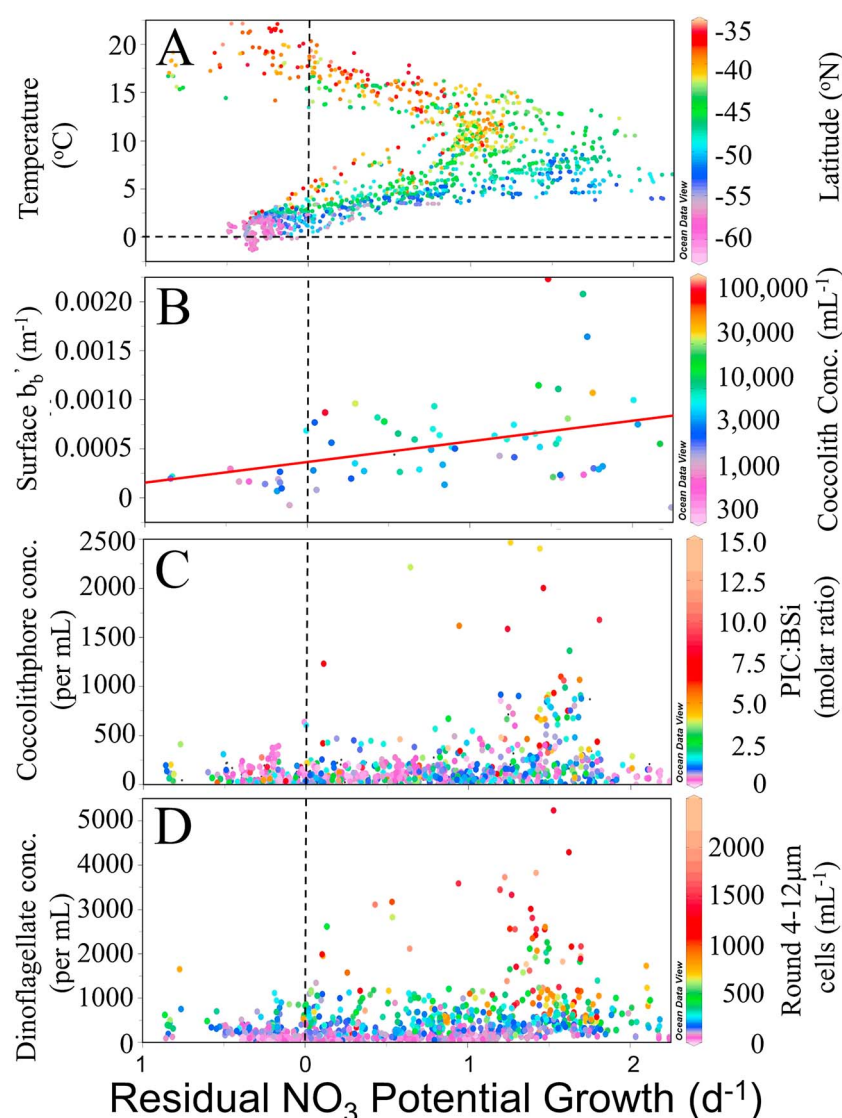 A
Temperature
(°C)
20
15
10
5
0
-35
-40
-45
-50
-55
-60
Latitude (°N)
Ocean Data View
B
Surface bb' (m-1)
0.0020
0.0015
0.0010
0.0005
0
100,000
30,000
10,000
3,000
1,000
300
Coccolith Conc. (mL-1)
Ocean Data View
C
Coccolithphore conc.
(per mL)
2500
2000
1500
1000
500
0
15.0
12.5
10.0
7.5
5.0
2.5
0
PIC:BSi
(molar ratio)
Ocean Data View
D
Dinoflagellate conc.
(per mL)
5000
4000
3000
2000
1000
0
2000
1500
1000
500
0
Round 4-12µm
cells (mL-1)
Ocean Data View
1 0 1 2
Residual NO3 Potential Growth (d-1)